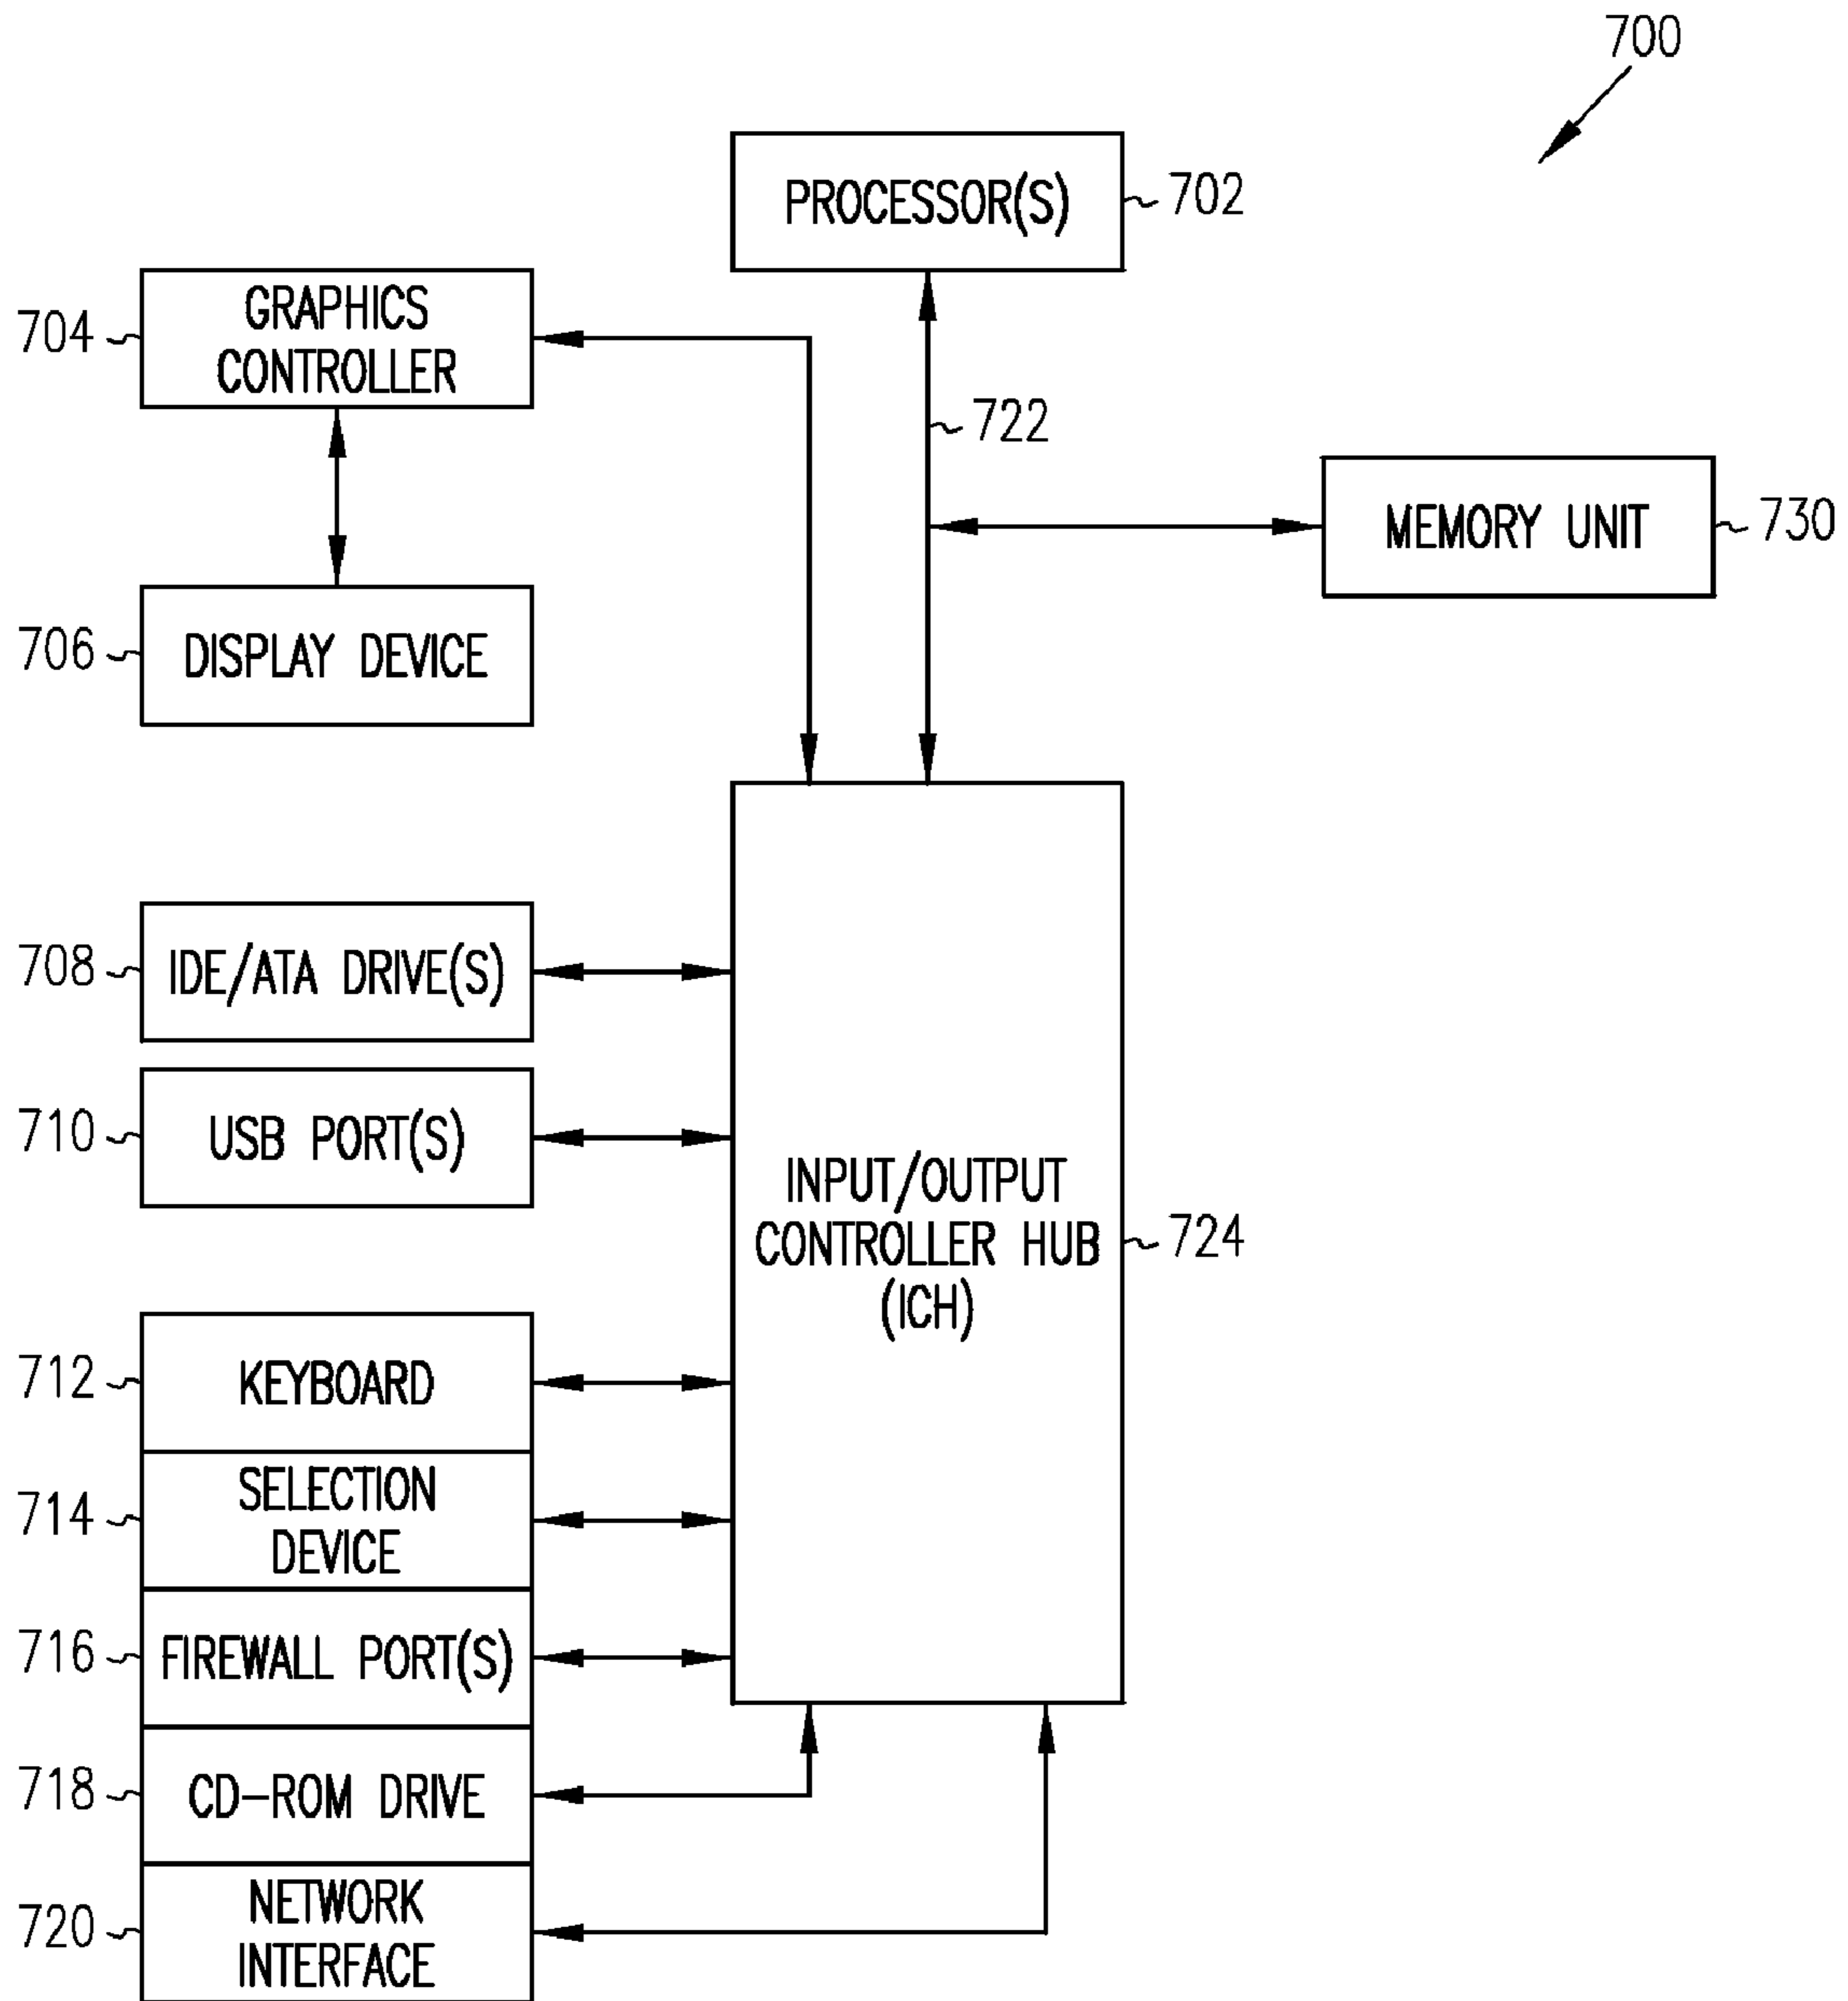 700
PROCESSOR(S)
702
GRAPHICS
CONTROLLER
704
722
MEMORY UNIT
730
706
DISPLAY DEVICE
708
IDE/ATA DRIVE(S)
710
USB PORT(S)
INPUT/OUTPUT
CONTROLLER HUB
(ICH)
724
712
KEYBOARD
714
SELECTION
DEVICE
716
FIREWALL PORT(S)
718
CD-ROM DRIVE
720
NETWORK
INTERFACE